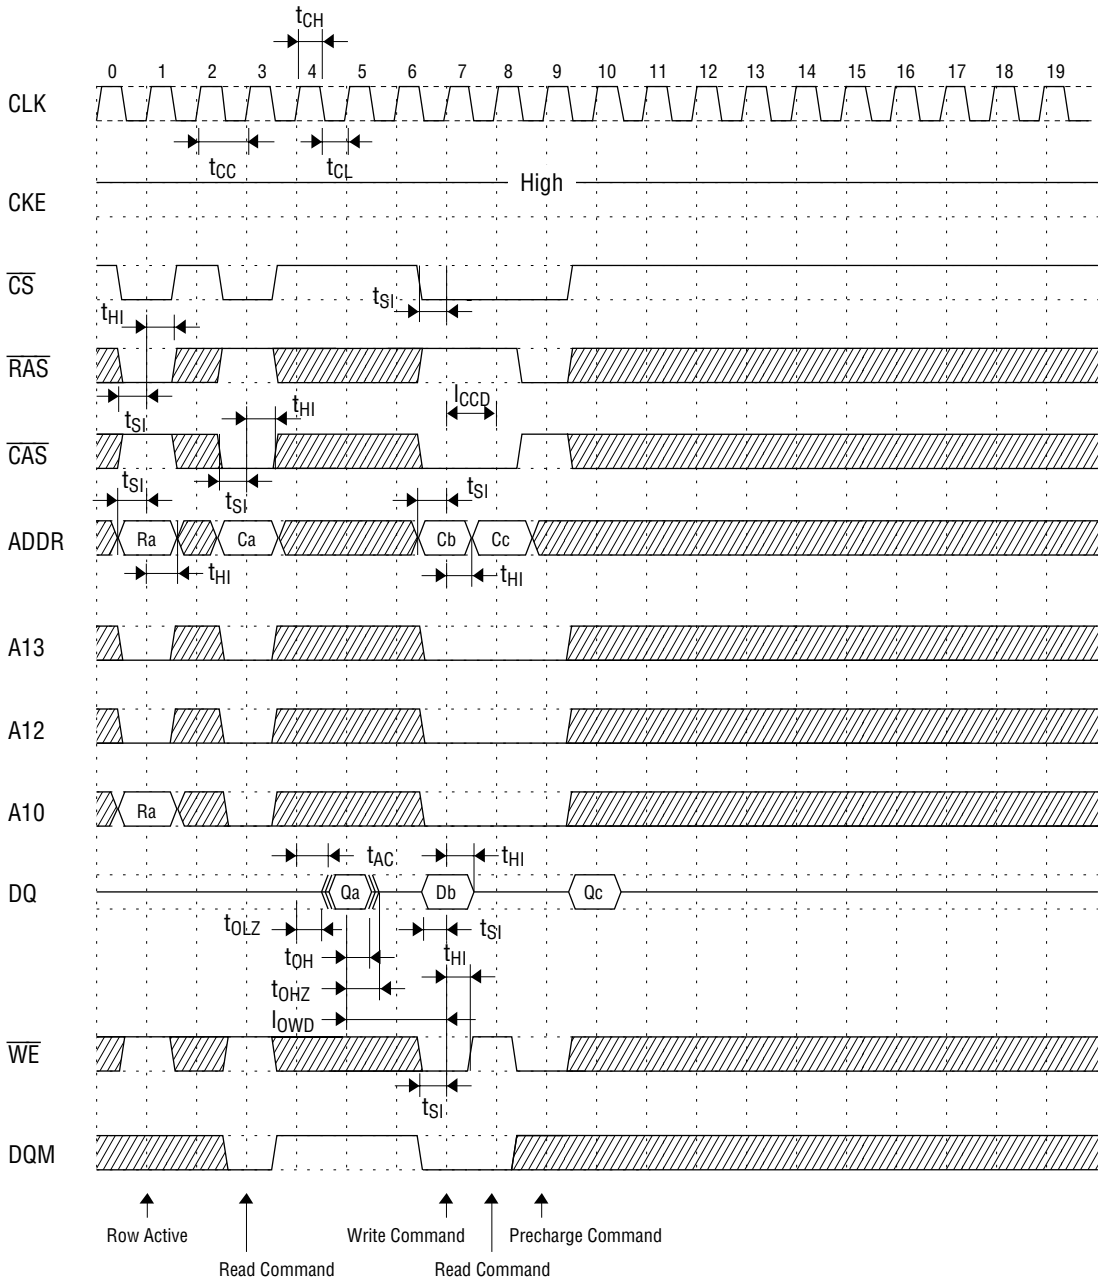 tCH
0 1 2 3 4 5 6 7 8 9 10 11 12 13 14 15 16 17 18 19
CLK
tCC tCL
High
CKE
CS
tSI
tHI
RAS
lCCD
tSI tHI
CAS
tSI tSI tSI
ADDR Ra Ca Cb Cc
tHI tHI
A13
A12
A10 Ra
tAC tHI
DQ Qa Db Qc
tOLZ tSI
tOH tHI
tOHZ
lOWD
WE
tSI
DQM
Row Active Write Command Precharge Command
Read Command Read Command